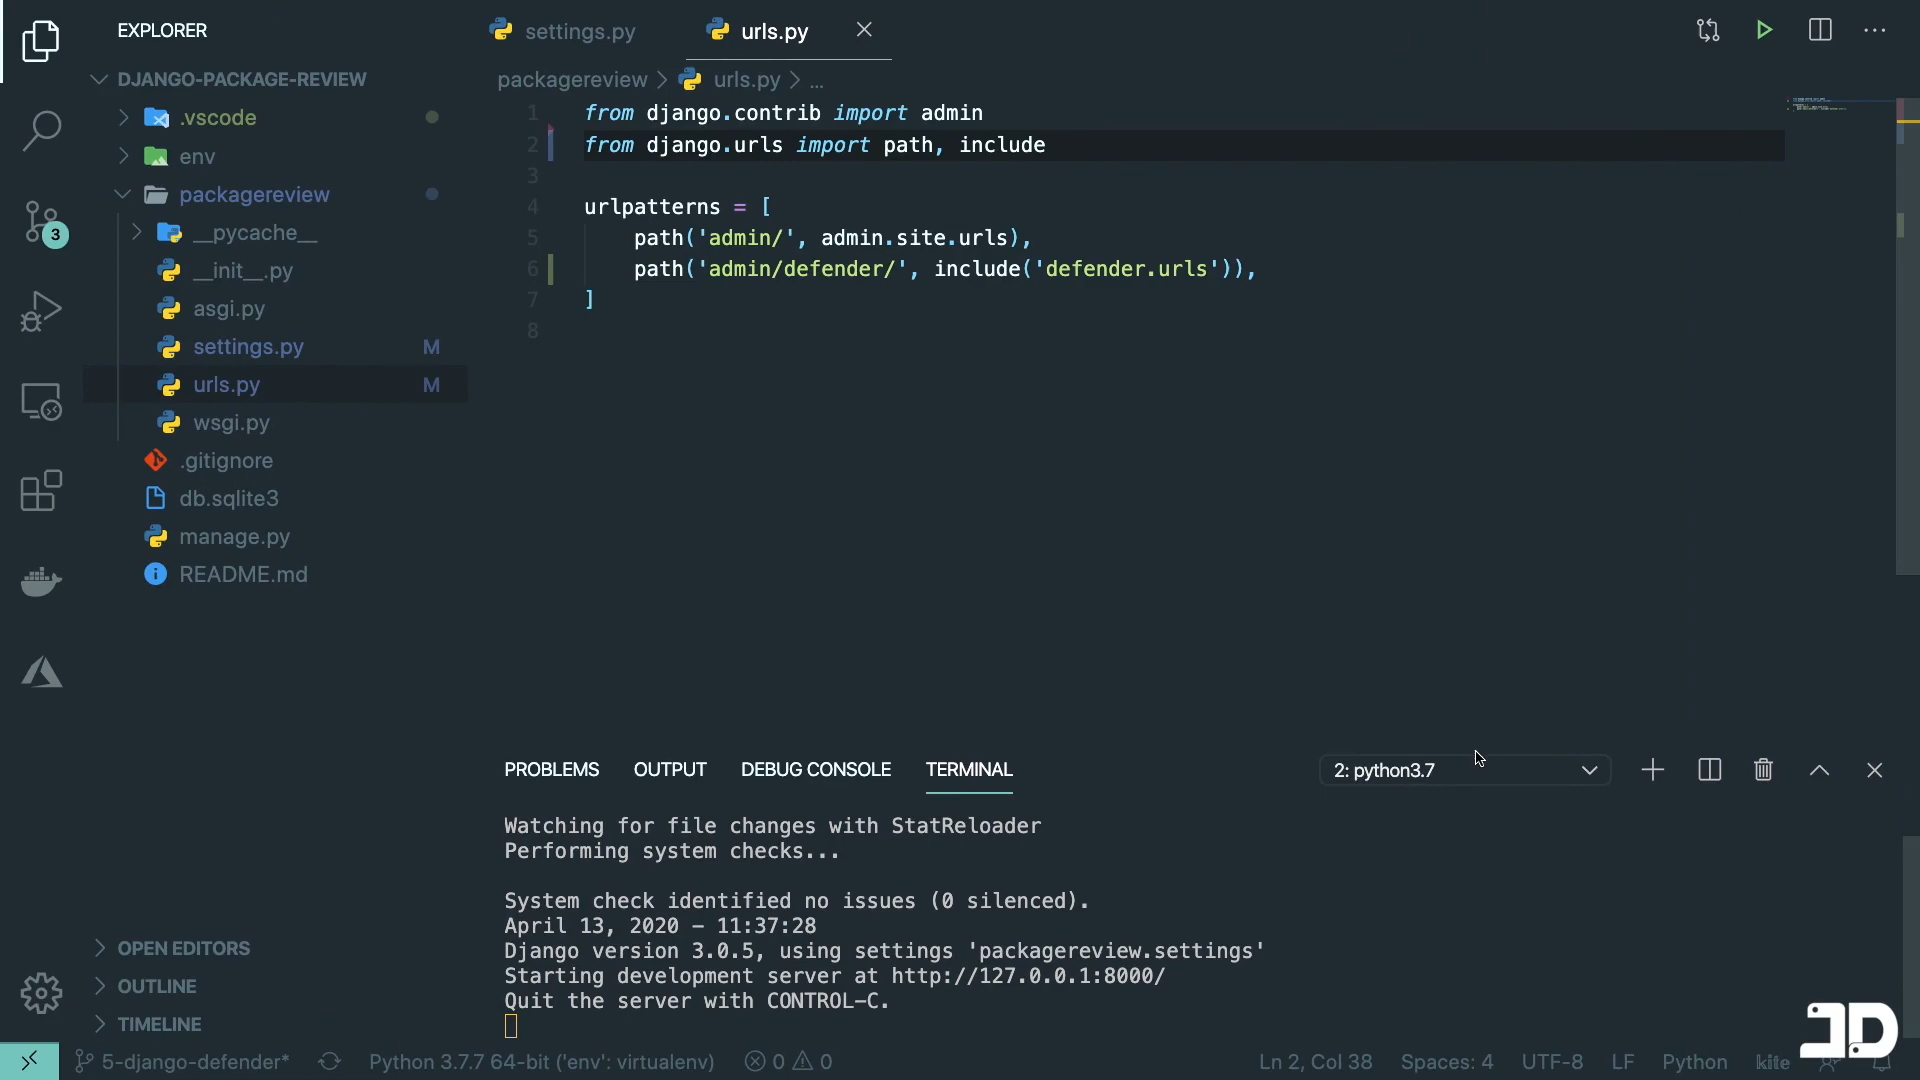 EXPLORER
DJANGO-PACKAGE-REVIEW
.vscode
env
packagereview
__pycache__
__init__.py
asgi.py
settings.py M
urls.py M
wsgi.py
.gitignore
db.sqlite3
manage.py
README.md
OPEN EDITORS
OUTLINE
TIMELINE
3
settings.py
urls.py
packagereview > urls.py > ...
1 from django.contrib import admin
2 from django.urls import path, include
3
4 urlpatterns = [
5 path('admin/', admin.site.urls),
6 path('admin/defender/', include('defender.urls')),
7 ]
8
PROBLEMS OUTPUT DEBUG CONSOLE TERMINAL
2: python3.7
Watching for file changes with StatReloader
Performing system checks...
System check identified no issues (0 silenced).
April 13, 2020 - 11:37:28
Django version 3.0.5, using settings 'packagereview.settings'
Starting development server at http://127.0.0.1:8000/
Quit the server with CONTROL-C.
5-django-defender* Python 3.7.7 64-bit ('env': virtualenv) 0 0 Ln 2, Col 38 Spaces: 4 UTF-8 LF Python kite
JD